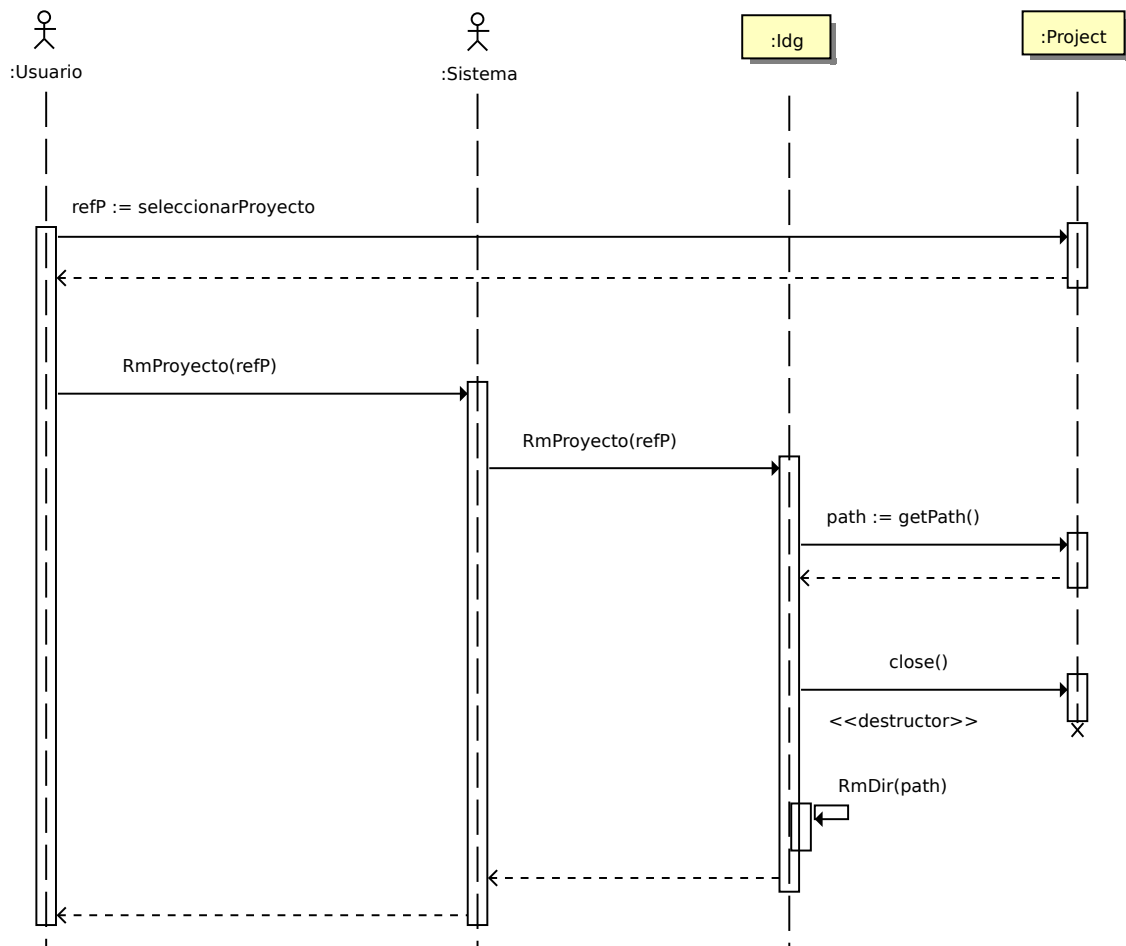 :Usuario
:Sistema
:Idg
:Project
refP := seleccionarProyecto
RmProyecto(refP)
RmProyecto(refP)
path := getPath()
close()
<<destructor>>
RmDir(path)